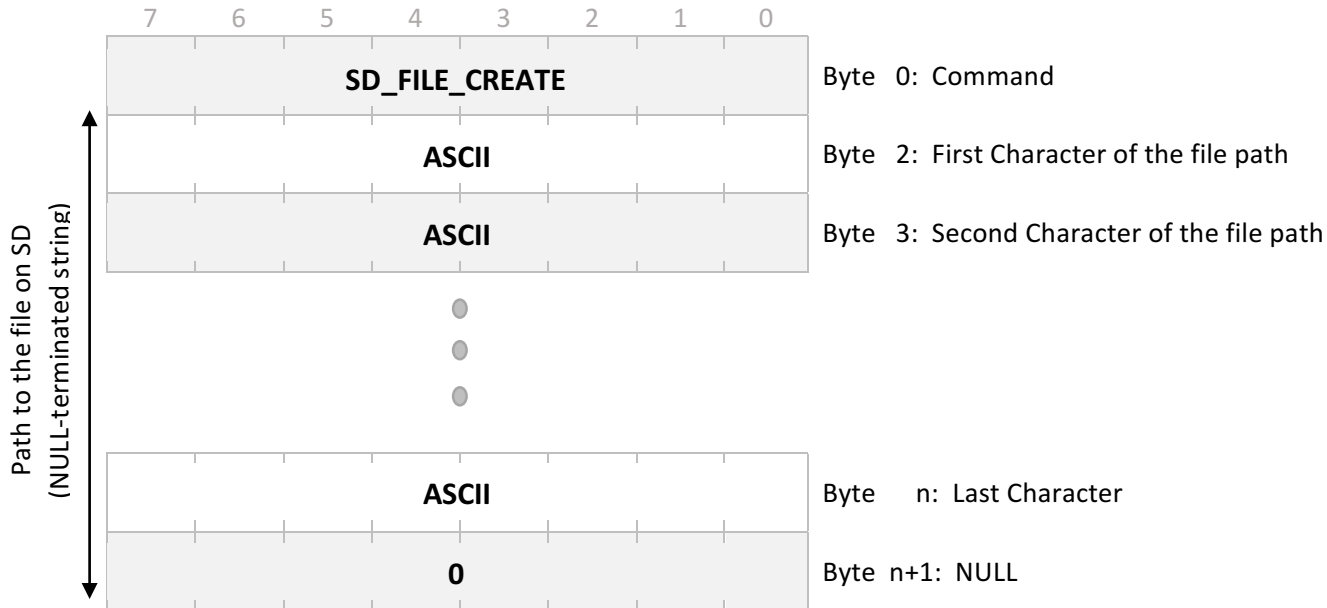 7 6 5 4 3 2 1 0
SD_FILE_CREATE Byte 0: Command
ASCII Byte 2: First Character of the file path
ASCII Byte 3: Second Character of the file path
Path to the file on SD
(NULL-terminated string)
ASCII Byte n: Last Character
0 Byte n+1: NULL